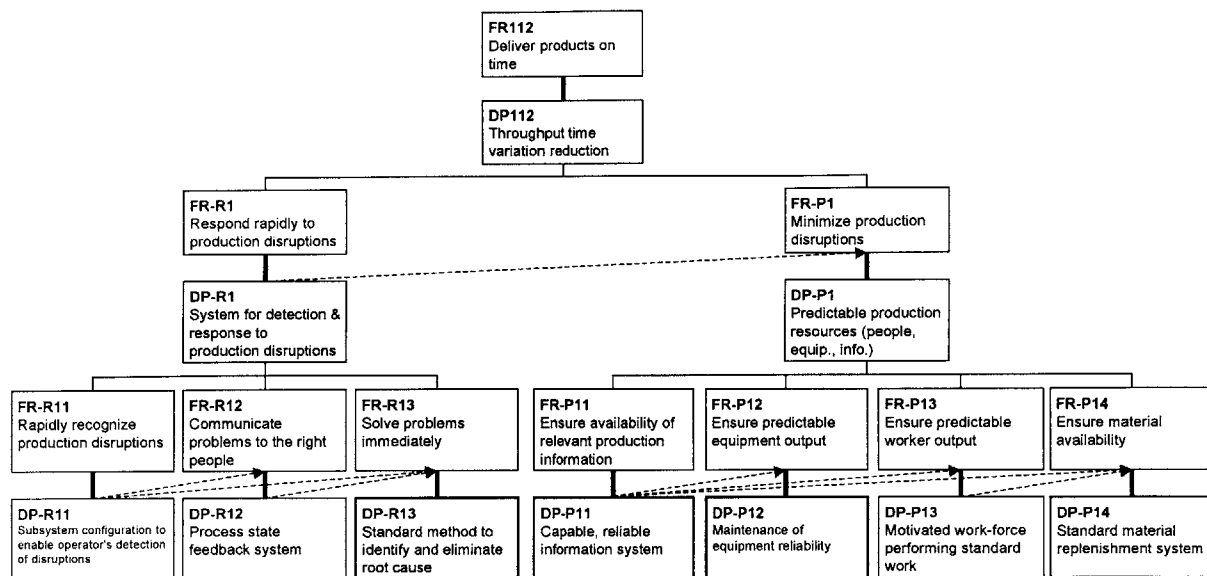 FR112
Deliver products on
time
DP112
Throughput time
variation reduction
FR-R1
Respond rapidly to
production disruptions
FR-P1
Minimize production
disruptions
DP-R1
System for detection &
response to
production disruptions
DP-P1
Predictable production
resources (people,
equip., info.)
FR-R11
Rapidly recognize
production disruptions
FR-R12
Communicate
problems to the right
people
FR-R13
Solve problems
immediately
FR-P11
Ensure availability of
relevant production
information
FR-P12
Ensure predictable
equipment output
FR-P13
Ensure predictable
worker output
FR-P14
Ensure material
availability
DP-R11
Subsystem configuration to
enable operator's detection
of disruptions
DP-R12
Process state
feedback system
DP-R13
Standard method to
identify and eliminate
root cause
DP-P11
Capable, reliable
information system
DP-P12
Maintenance of
equipment reliability
DP-P13
Motivated work-force
performing standard
work
DP-P14
Standard material
replenishment system